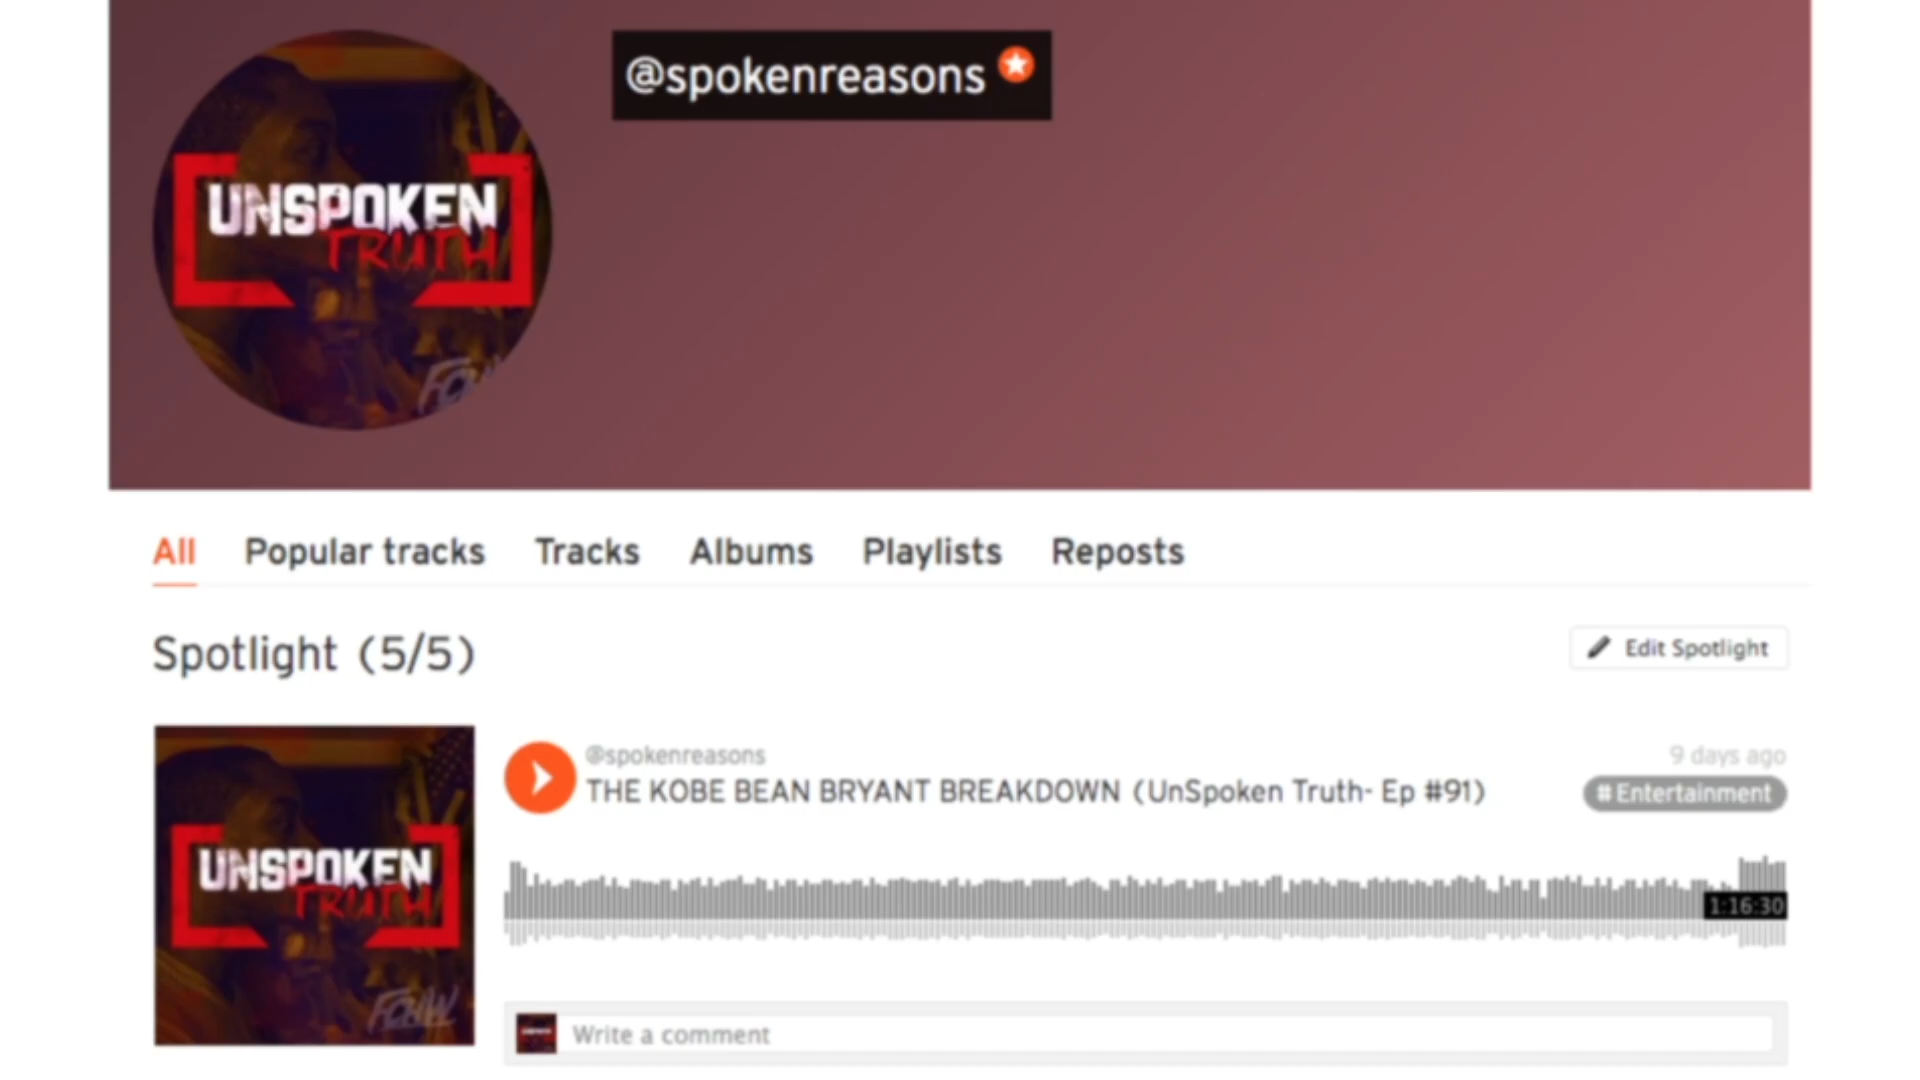 @spokenreasons
UNSPOKEN
TRUTH
All Popular tracks Tracks Albums Playlists Reposts
Spotlight (5/5)
Edit Spotlight
@spokenreasons
9 days ago
THE KOBE BEAN BRYANT BREAKDOWN (UnSpoken Truth- Ep #91)
# Entertainment
UNSPOKEN
TRUTH
1:16:30
Write a comment